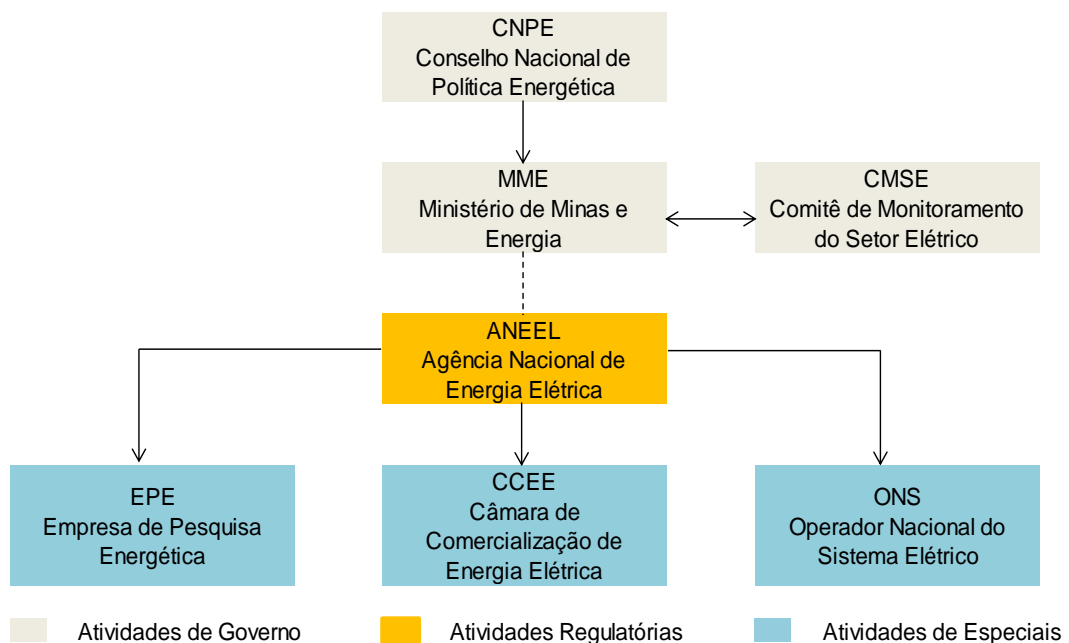 CNPE
Conselho Nacional de
Política Energética
MME
Ministério de Minas e
Energia
CMSE
Comitê de Monitoramento
do Setor Elétrico
ANEEL
Agência Nacional de
Energia Elétrica
EPE
Empresa de Pesquisa
Energética
CCEE
Câmara de
Comercialização de
Energia Elétrica
ONS
Operador Nacional do
Sistema Elétrico
Atividades de Governo
Atividades Regulatórias
Atividades de Especiais